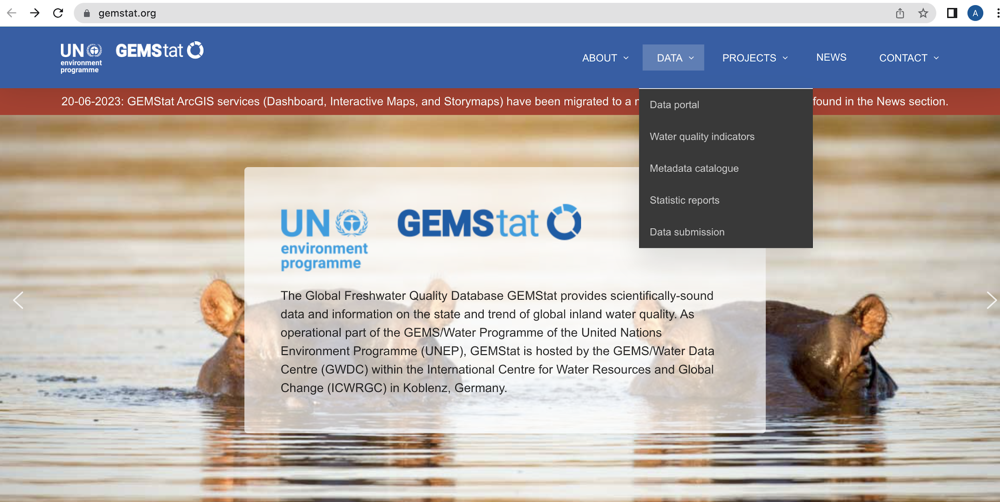 gemstat.org
A
UN
environment
programme
GEMStat
ABOUT
DATA
PROJECTS
NEWS
CONTACT
20-06-2023: GEMStat ArcGIS services (Dashboard, Interactive Maps, and Storymaps) have been migrated to a found in the News section.
Data portal
Water quality indicators
Metadata catalogue
Statistic reports
Data submission
UN
environment
programme
GEMStat
The Global Freshwater Quality Database GEMStat provides scientifically-sound
data and information on the state and trend of global inland water quality. As
operational part of the GEMS/Water Programme of the United Nations
Environment Programme (UNEP), GEMStat is hosted by the GEMS/Water Data
Centre (GWDC) within the International Centre for Water Resources and Global
Change (ICWRGC) in Koblenz, Germany.